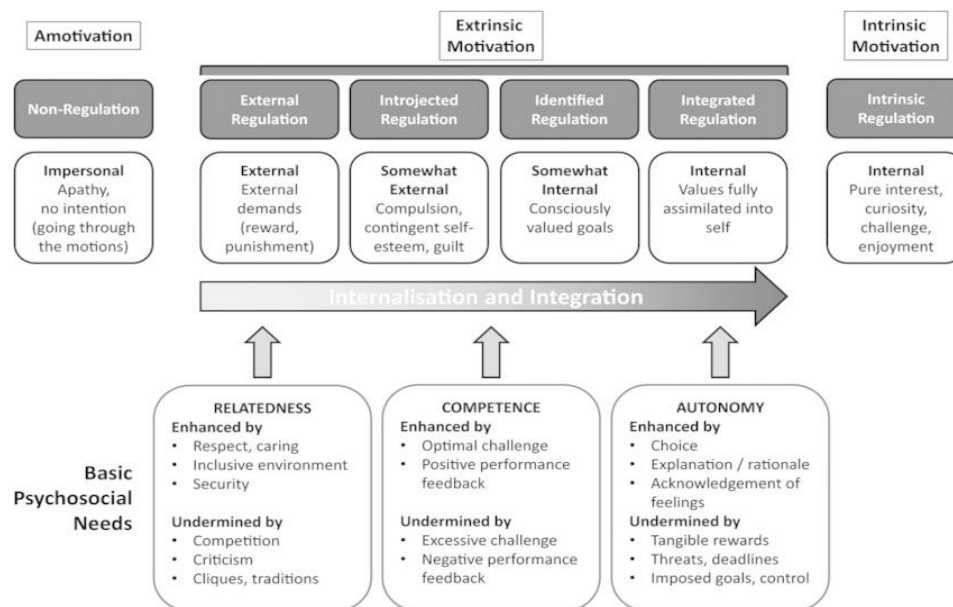 Amotivation
Extrinsic
Motivation
Intrinsic
Motivation
Non-Regulation
External
Regulation
Introjected
Regulation
Identified
Regulation
Integrated
Regulation
Intrinsic
Regulation
Impersonal
Apathy,
no intention
(going through
the motions)
External
External
demands
(reward,
punishment)
Somewhat
External
Compulsion,
contingent self-
esteem, guilt
Somewhat
Internal
Consciously
valued goals
Internal
Values fully
assimilated into
self
Internal
Pure interest,
curiosity,
challenge,
enjoyment
Internalisation and Integration
Basic
Psychosocial
Needs
RELATEDNESS
Enhanced by
• Respect, caring
• Inclusive environment
• Security
Undermined by
• Competition
• Criticism
• Cliques, traditions
COMPETENCE
Enhanced by
• Optimal challenge
• Positive performance
feedback
Undermined by
• Excessive challenge
• Negative performance
feedback
AUTONOMY
Enhanced by
• Choice
• Explanation / rationale
• Acknowledgement of
feelings
Undermined by
• Tangible rewards
• Threats, deadlines
• Imposed goals, control